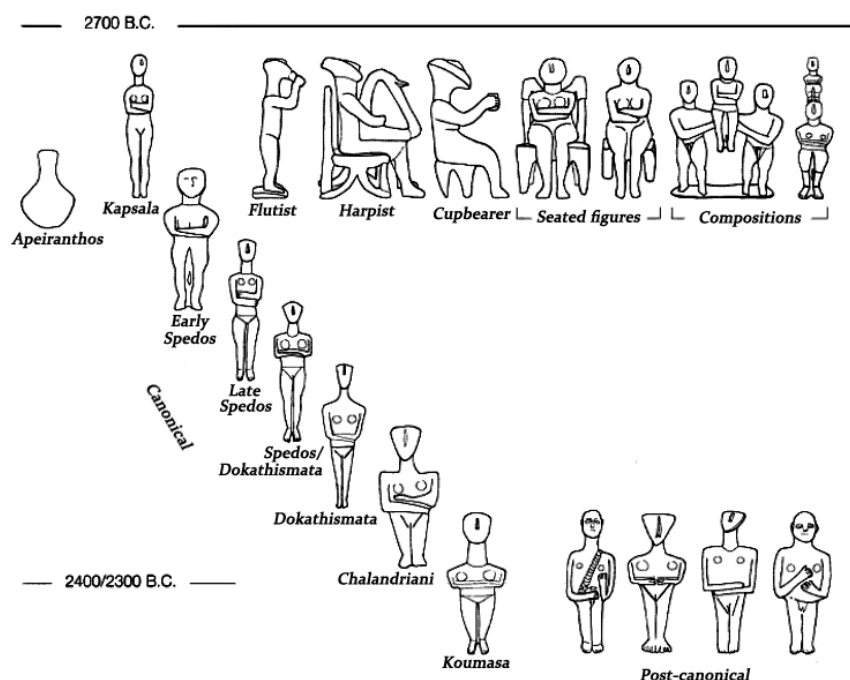 2700 B.C.
Apeiranthos
Kapsala
Flutist
Harpist
Cupbearer
Seated figures
Compositions
Early
Spedos
Late
Spedos
Canonical
Spedos/
Dokathismata
Dokathismata
Chalandriani
2400/2300 B.C.
Koumasa
Post-canonical